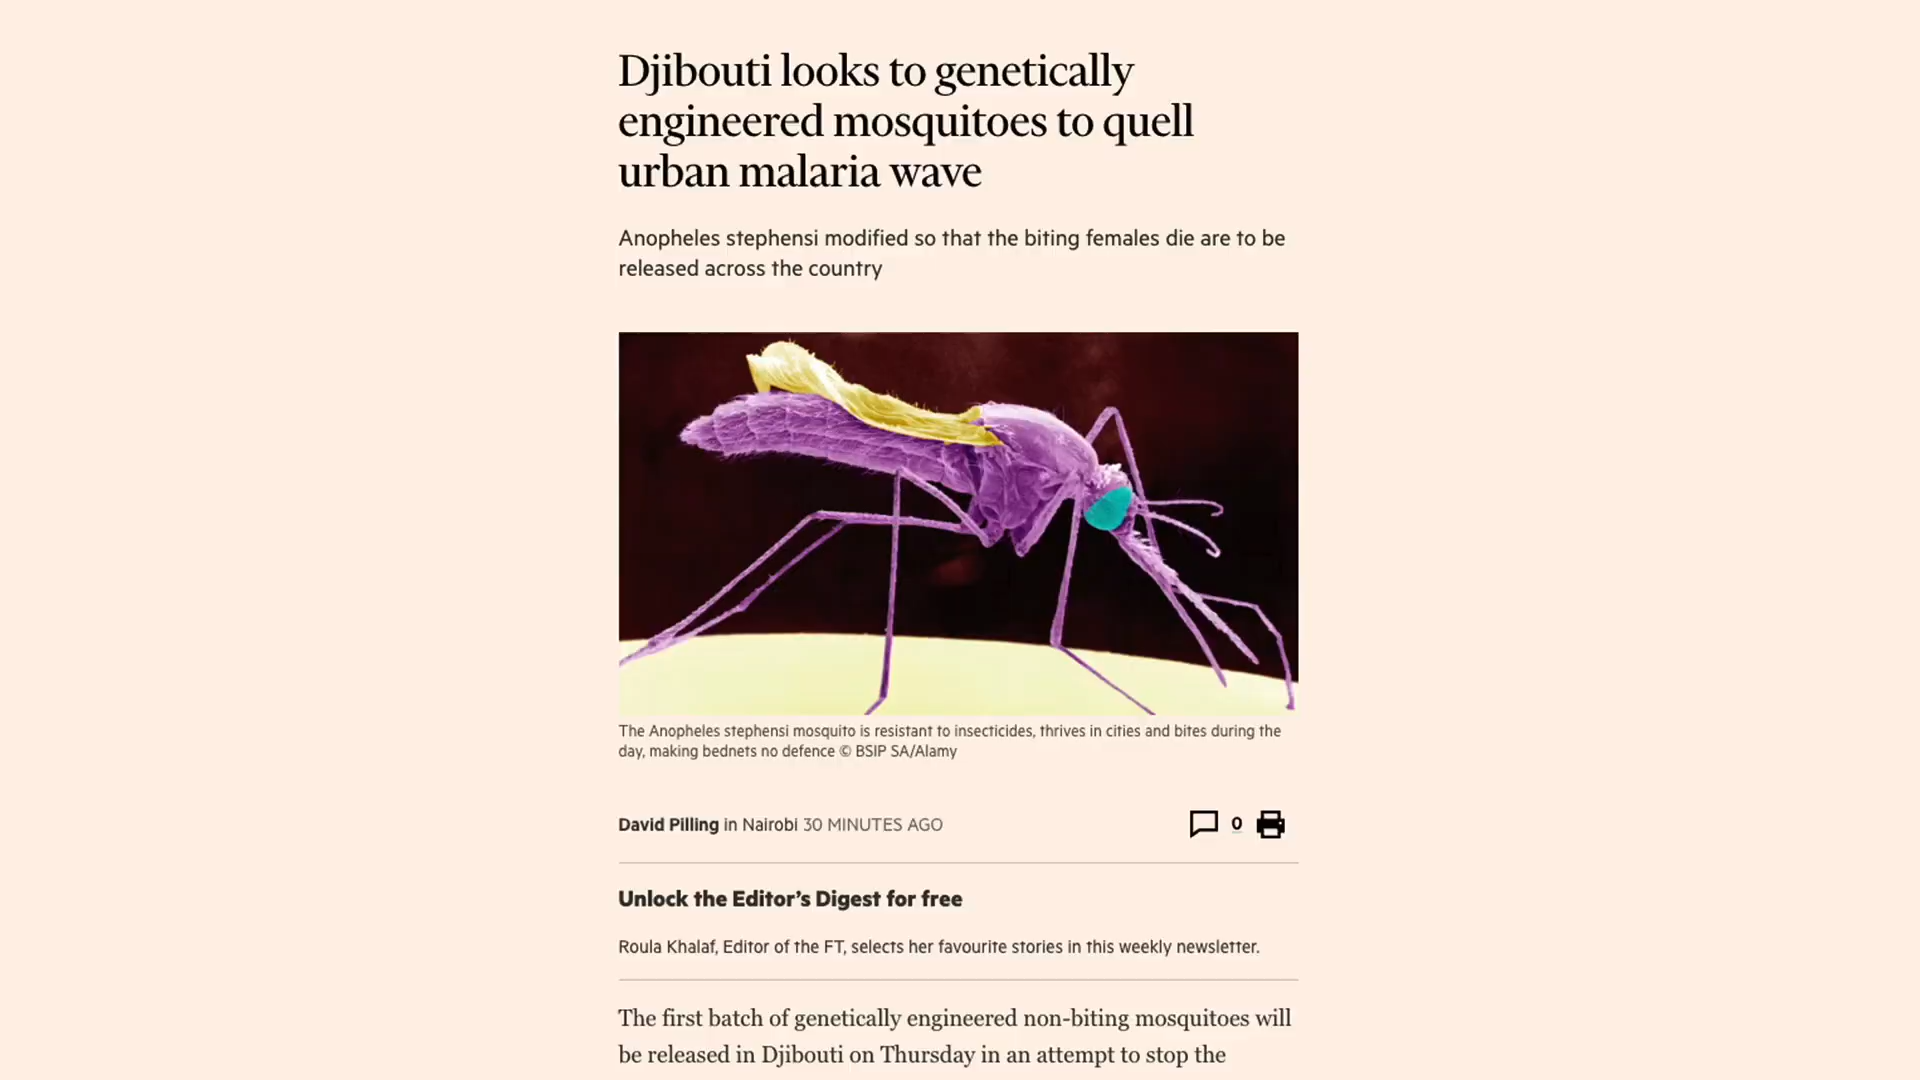 Djibouti looks to genetically
engineered mosquitoes to quell
urban malaria wave
Anopheles stephensi modified so that the biting females die are to be
released across the country
The Anopheles stephensi mosquito is resistant to insecticides, thrives in cities and bites during the
day, making bednets no defence © BSIP SA/Alamy
David Pilling in Nairobi 30 MINUTES AGO
0
Unlock the Editor’s Digest for free
Roula Khalaf, Editor of the FT, selects her favourite stories in this weekly newsletter.
The first batch of genetically engineered non-biting mosquitoes will
be released in Djibouti on Thursday in an attempt to stop the